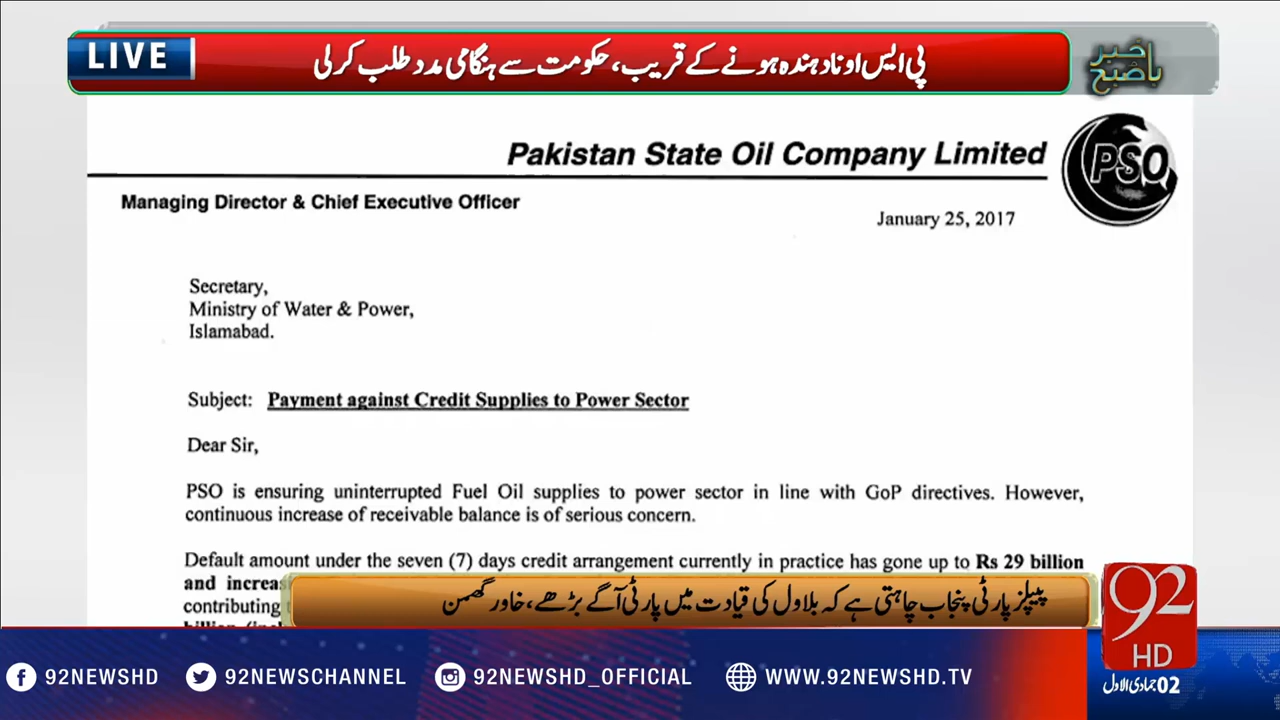 LIVE
پی ایس او نادہندہ ہونے کے قریب، حکومت سے ہنگامی مدد طلب کرلی
باخبر
صبح
Pakistan State Oil Company Limited
PSO
Managing Director & Chief Executive Officer
January 25, 2017
Secretary,
Ministry of Water & Power,
Islamabad.
Subject: Payment against Credit Supplies to Power Sector
Dear Sir,
PSO is ensuring uninterrupted Fuel Oil supplies to power sector in line with GoP directives. However,
continuous increase of receivable balance is of serious concern.
Default amount under the seven (7) days credit arrangement currently in practice has gone up to Rs 29 billion
and increas
contributing
پیپلز پارٹی پنجاب چاہتی ہے کہ بلاول کی قیادت میں پارٹی آگے بڑھے، خاور گھمن
92
HD
92NEWSHD
92NEWSCHANNEL
92NEWSHD_OFFICIAL
WWW.92NEWSHD.TV
02 جمادی الاول